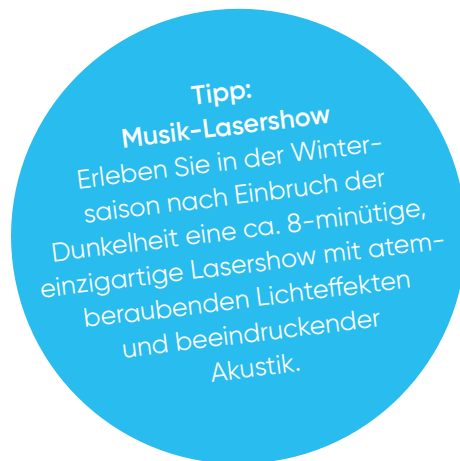 Tipp:
Musik-Lasershow
Erleben Sie in der Winter-
saison nach Einbruch der
Dunkelheit eine ca. 8-minütige,
einzigartige Lasershow mit atem-
beraubenden Lichteffekten
und beeindruckender
Akustik.